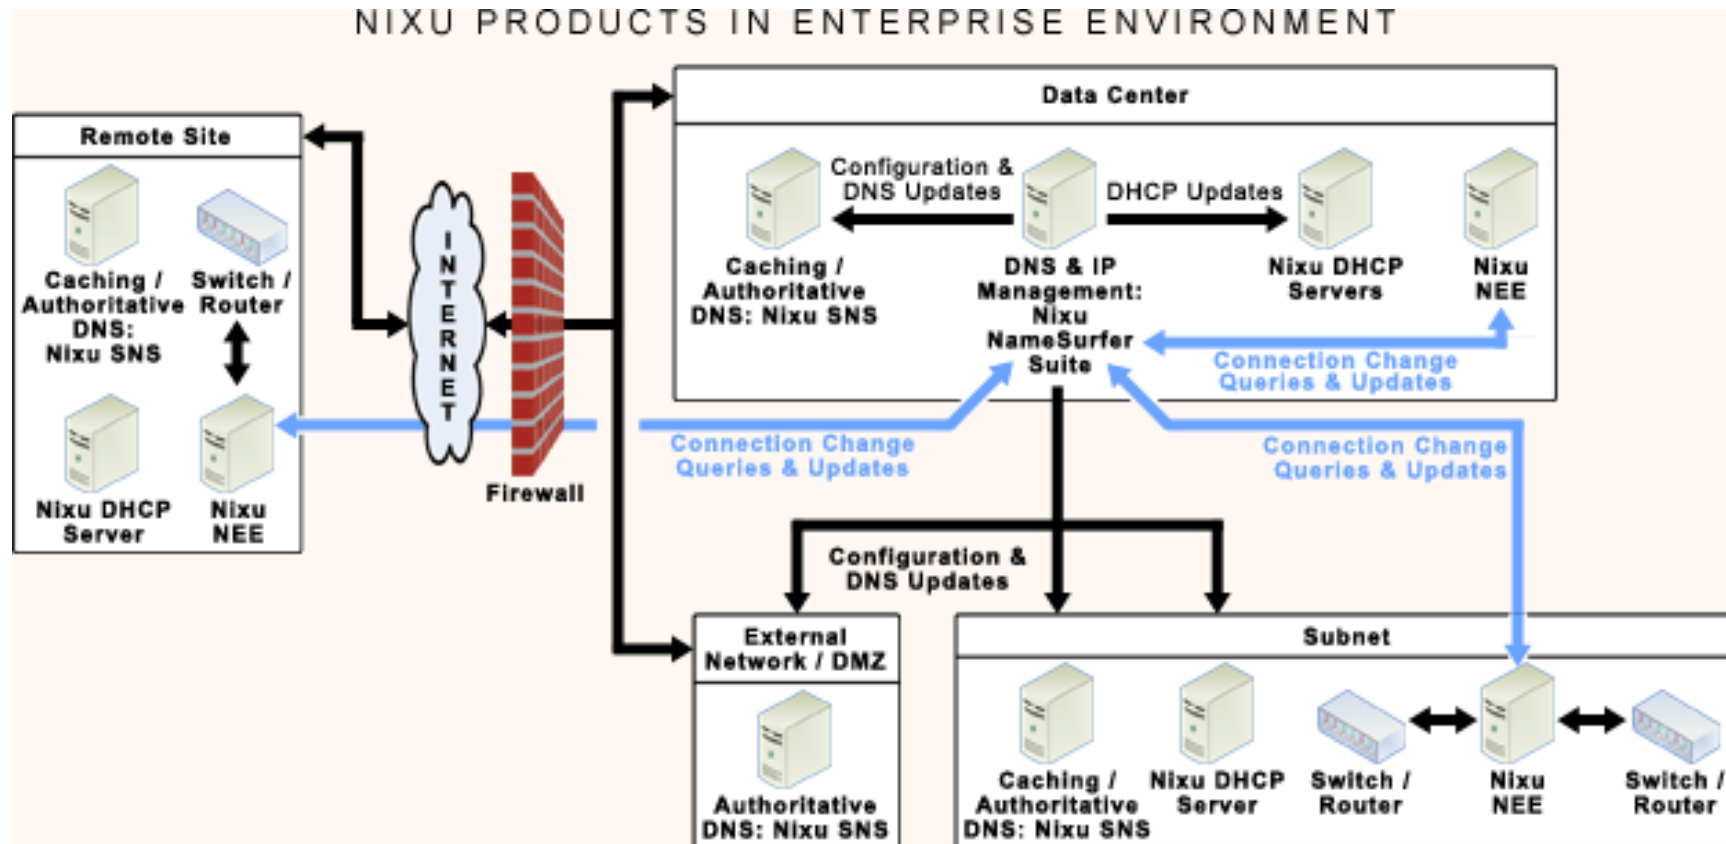 NIXU PRODUCTS IN ENTERPRISE ENVIRONMENT
Remote Site
Caching /
Authoritative
DNS:
Nixu SNS
Switch /
Router
Nixu DHCP
Server
Nixu
NEE
INTERNET
Firewall
Data Center
Caching /
Authoritative
DNS: Nixu SNS
Configuration &
DNS Updates
DNS & IP
Management:
Nixu
NameSurfer
Suite
DHCP Updates
Nixu DHCP
Servers
Nixu
NEE
Connection Change
Queries & Updates
Connection Change
Queries & Updates
Connection Change
Queries & Updates
Configuration &
DNS Updates
External
Network / DMZ
Authoritative
DNS: Nixu SNS
Subnet
Caching /
Authoritative
DNS: Nixu SNS
Nixu DHCP
Server
Switch /
Router
Nixu
NEE
Switch /
Router